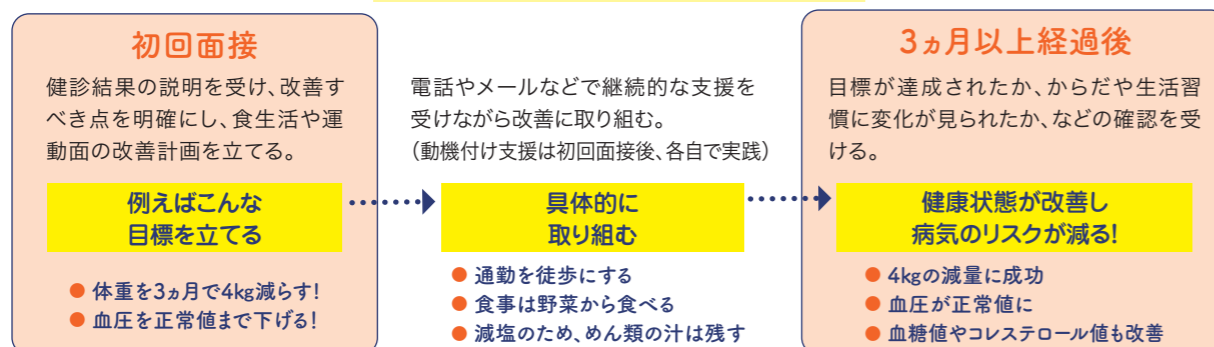 初回面接
健診結果の説明を受け、改善す
べき点を明確にし、食生活や運
動面の改善計画を立てる。
例えばこんな
目標を立てる
● 体重を3ヵ月で4kg減らす!
● 血圧を正常値まで下げる!
電話やメールなどで継続的な支援を
受けながら改善に取り組む。
（動機付け支援は初回面接後、各自で実践）
具体的に
取り組む
● 通勤を徒歩にする
● 食事は野菜から食べる
● 減塩のため、めん類の汁は残す
3ヵ月以上経過後
目標が達成されたか、からだや生活習
慣に変化が見られたか、などの確認を受
ける。
健康状態が改善し
病気のリスクが減る!
● 4kgの減量に成功
● 血圧が正常値に
● 血糖値やコレステロール値も改善